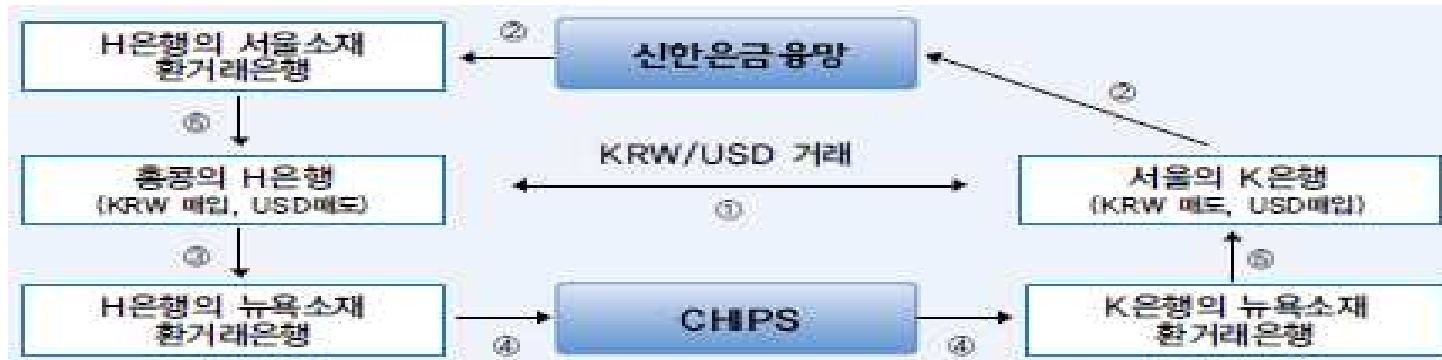 H은행의 서울소재
환거래은행
②
신한은금융망
②
⑤
KRW/USD 거래
①
홍콩의 H은행
(KRW 매입, USD매도)
서울의 K은행
(KRW 매도, USD매입)
③
⑤
H은행의 뉴욕소재
환거래은행
④
CHIPS
④
K은행의 뉴욕소재
환거래은행